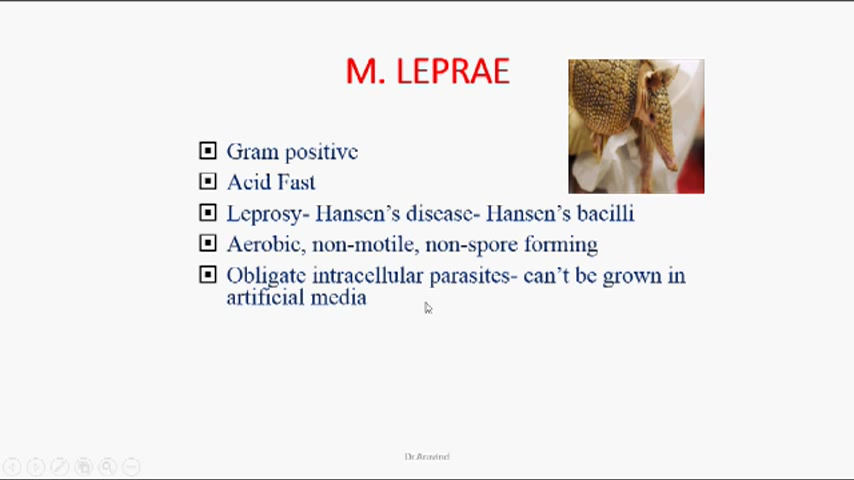 M. LEPRAE
Gram positive
Acid Fast
Leprosy- Hansen's disease- Hansen's bacilli
Aerobic, non-motile, non-spore forming
Obligate intracellular parasites- can't be grown in
artificial media
Dr.Aravind